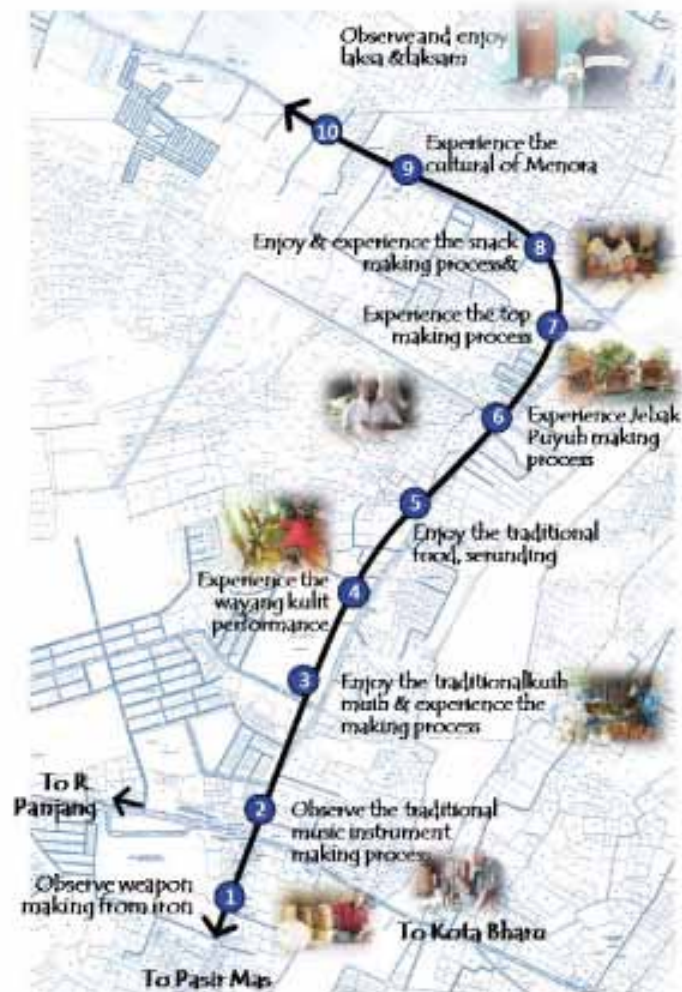 Observe and enjoy
laksa &laksam
10
9
Experience the
cultural of Menora
Enjoy & experience the snack
making process&
8
Experience the top
making process
7
6
Experience Jebak
Puyuh making
process
5
Enjoy the traditional
food, serunding
Experience the
wayang kulit
performance
4
3
Enjoy the traditionalkuih
muih & experience the
making process
To R.
Panjang
2
Observe the traditional
music instrument
making process
Observe weapon
making from iron
1
To Kota Bharu
To Pasir Mas